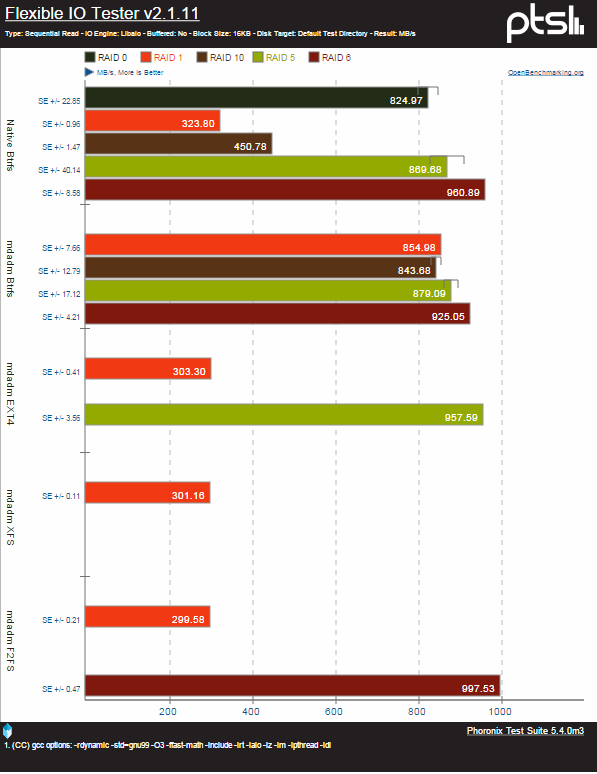 Flexible IO Tester v2.1.11
Type: Sequential Read - IO Engine: Libaio - Buffered: No - Block Size: 16KB - Disk Target: Default Test Directory - Result: MB/s
pts
RAID 0 RAID 1 RAID 10 RAID 5 RAID 6
MB/s, More is Better
OpenBenchmarking.org
Native Btrfs
SE +/- 22.85 824.97
SE +/- 0.96 323.80
SE +/- 1.47 450.78
SE +/- 40.14 869.68
SE +/- 8.58 960.89
mdadm Btrfs
SE +/- 7.66 854.98
SE +/- 12.79 843.68
SE +/- 17.12 879.09
SE +/- 4.21 925.05
mdadm EXT4
SE +/- 0.41 303.30
SE +/- 3.56 957.59
mdadm XFS
SE +/- 0.11 301.16
mdadm F2FS
SE +/- 0.21 299.58
SE +/- 0.47 997.53
200 400 600 800 1000
Phoronix Test Suite 5.4.0m3
1. (CC) gcc options: -rdynamic -std=gnu99 -O3 -ffast-math -include -lrt -laio -lz -lm -lpthread -ldl